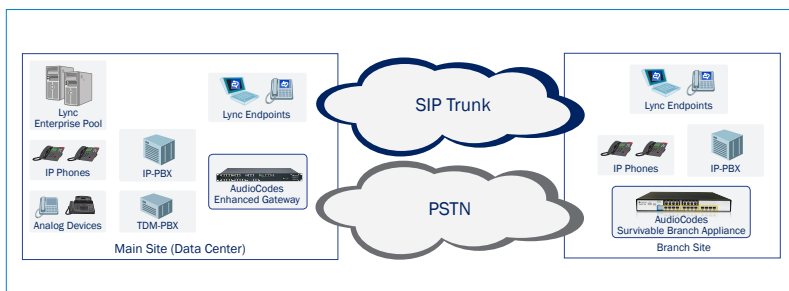 Lync
Enterprise Pool
Lync Endpoints
IP Phones
IP-PBX
AudioCodes
Enhanced Gateway
Analog Devices
TDM-PBX
Main Site (Data Center)
SIP Trunk
PSTN
Lync Endpoints
IP Phones
IP-PBX
AudioCodes
Survivable Branch Appliance
Branch Site